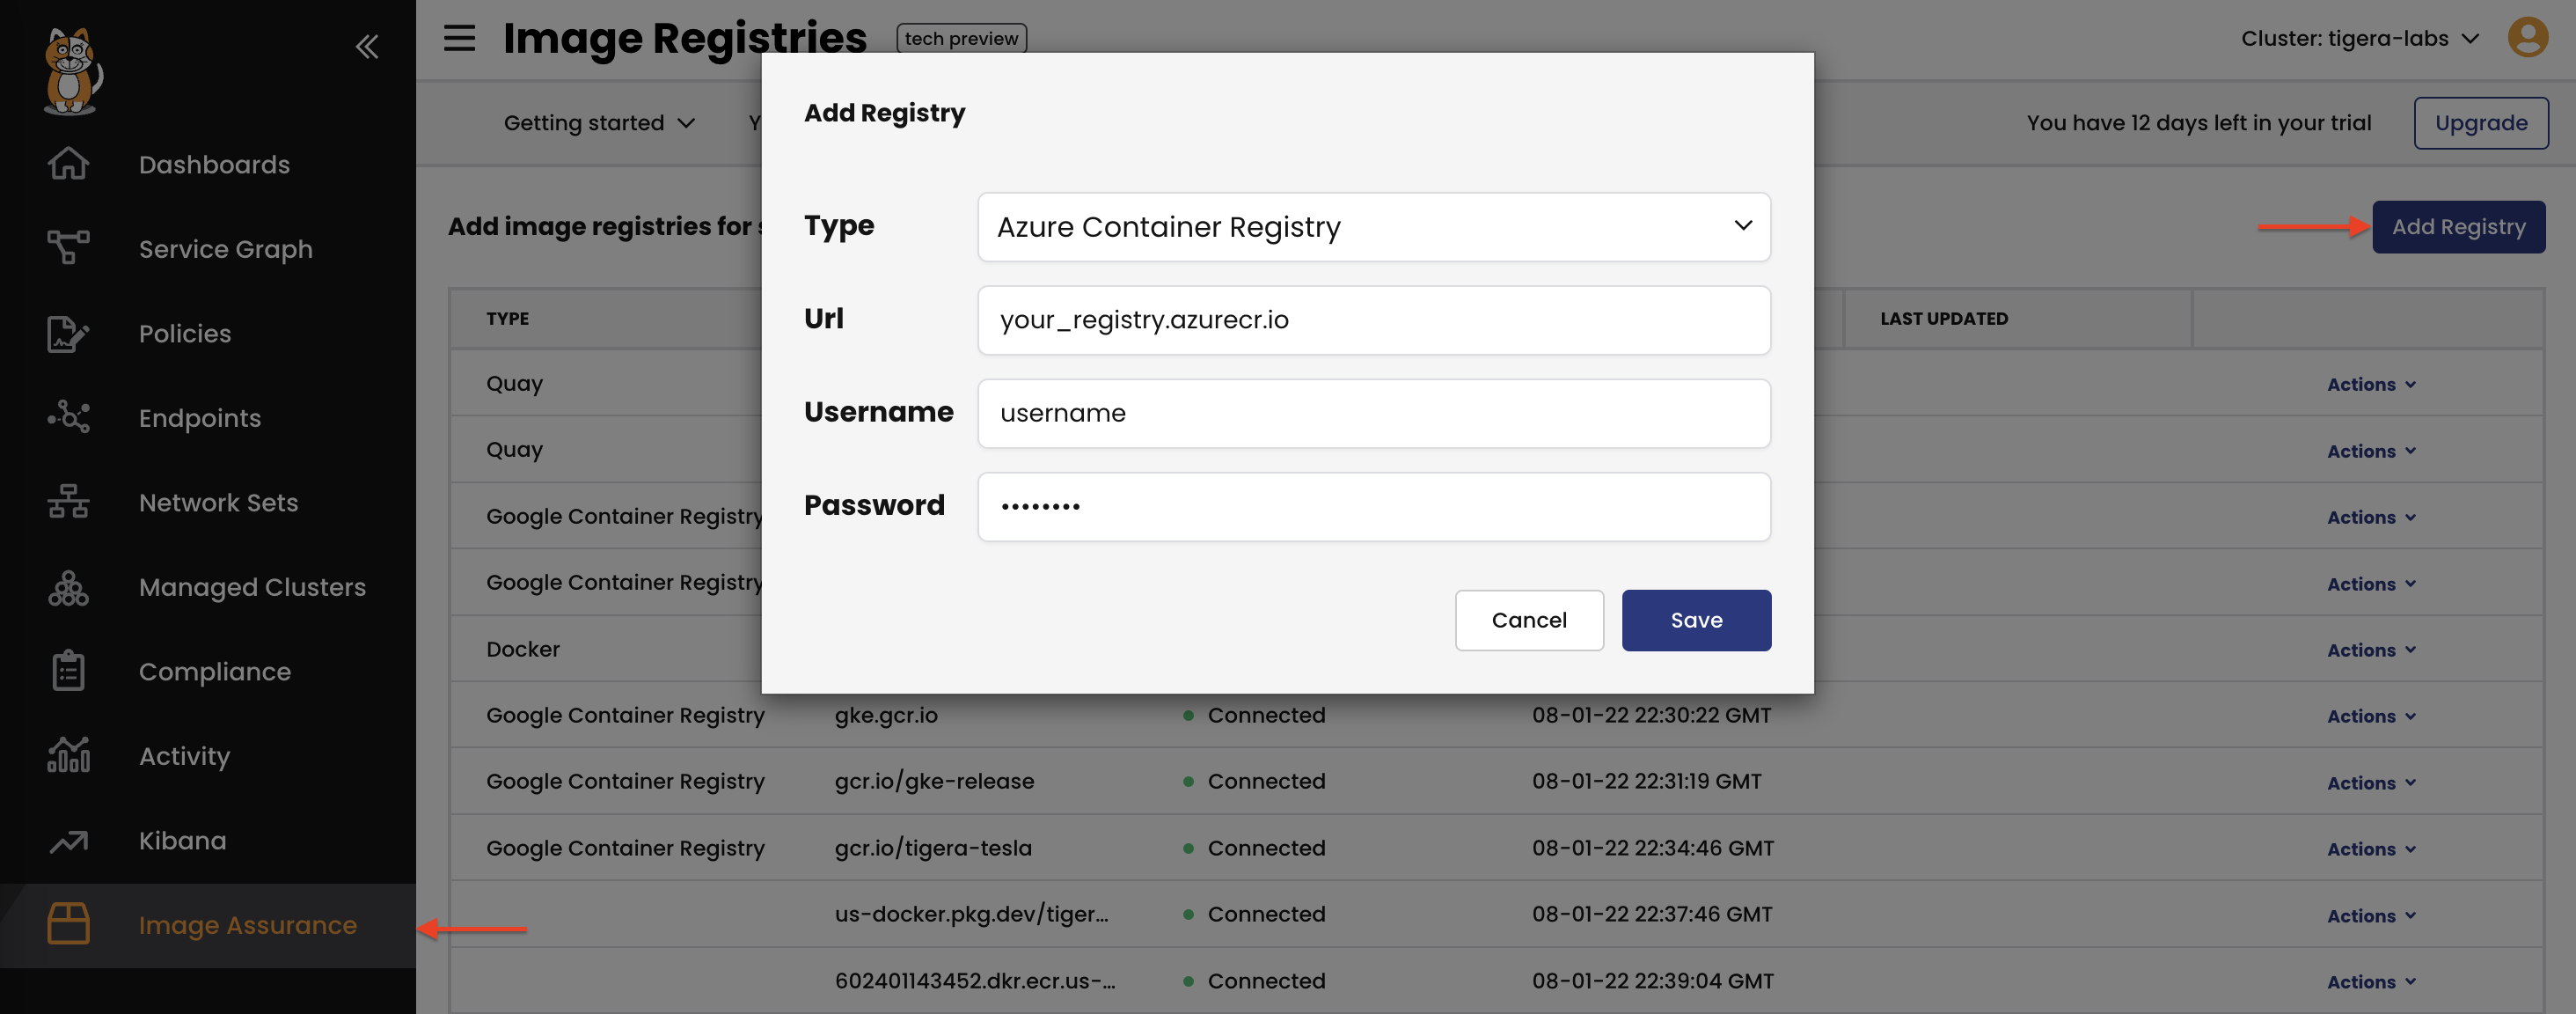 Image Registries
tech preview
Cluster: tigera-labs
Getting started
Y
You have 12 days left in your trial
Upgrade
Dashboards
Service Graph
Policies
Endpoints
Network Sets
Managed Clusters
Compliance
Activity
Kibana
Image Assurance
Add image registries for
Add Registry
TYPE
LAST UPDATED
Quay
Actions
Quay
Actions
Google Container Registry
Actions
Google Container Registry
Actions
Docker
Actions
Google Container Registry gke.gcr.io Connected 08-01-22 22:30:22 GMT Actions
Google Container Registry gcr.io/gke-release Connected 08-01-22 22:31:19 GMT Actions
Google Container Registry gcr.io/tigera-tesla Connected 08-01-22 22:34:46 GMT Actions
us-docker.pkg.dev/tiger... Connected 08-01-22 22:37:46 GMT Actions
602401143452.dkr.ecr.us-... Connected 08-01-22 22:39:04 GMT Actions
Add Registry
Type Azure Container Registry
Url your_registry.azurecr.io
Username username
Password ••••••••
Cancel Save